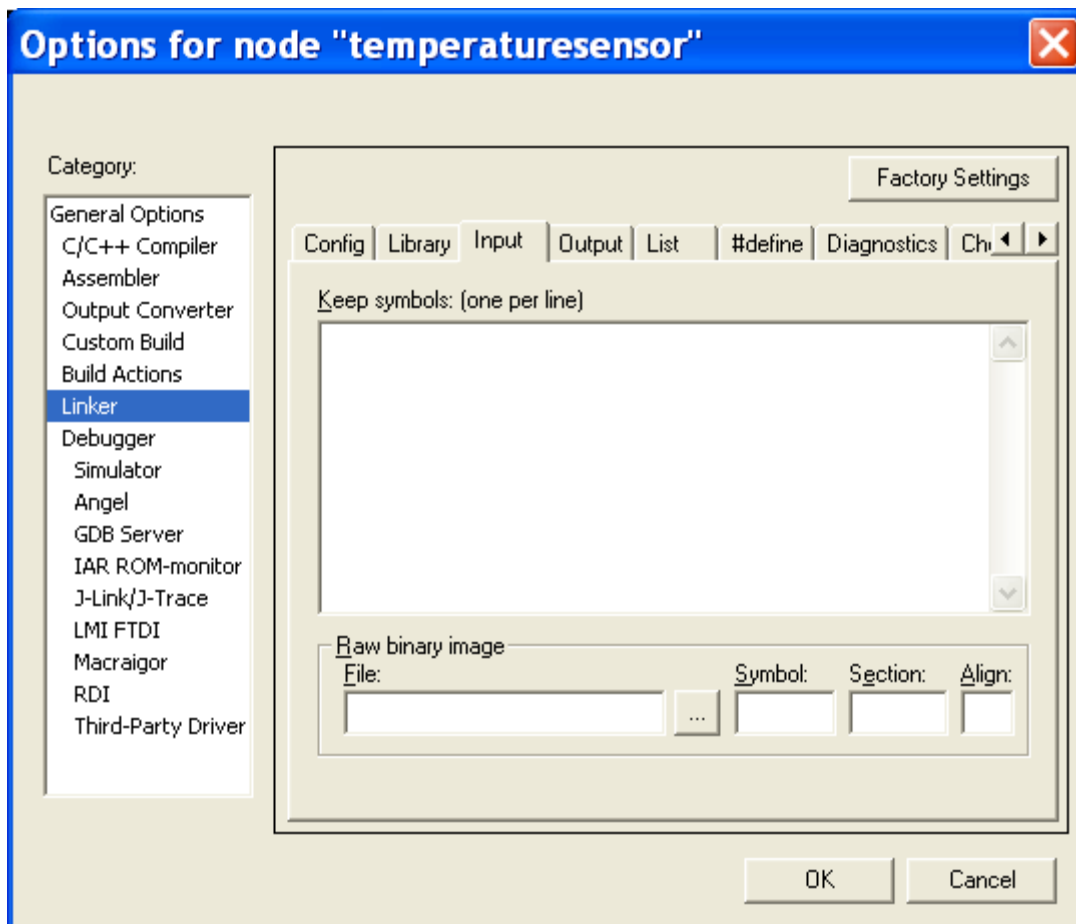 Options for node "temperaturesensor"
Category:
General Options
C/C++ Compiler
Assembler
Output Converter
Custom Build
Build Actions
Linker
Debugger
Simulator
Angel
GDB Server
IAR ROM-monitor
J-Link/J-Trace
LMI FTDI
Macraigor
RDI
Third-Party Driver
Factory Settings
Config Library Input Output List #define Diagnostics
Keep symbols: (one per line)
Raw binary image
File: Symbol: Section: Align:
...
OK Cancel